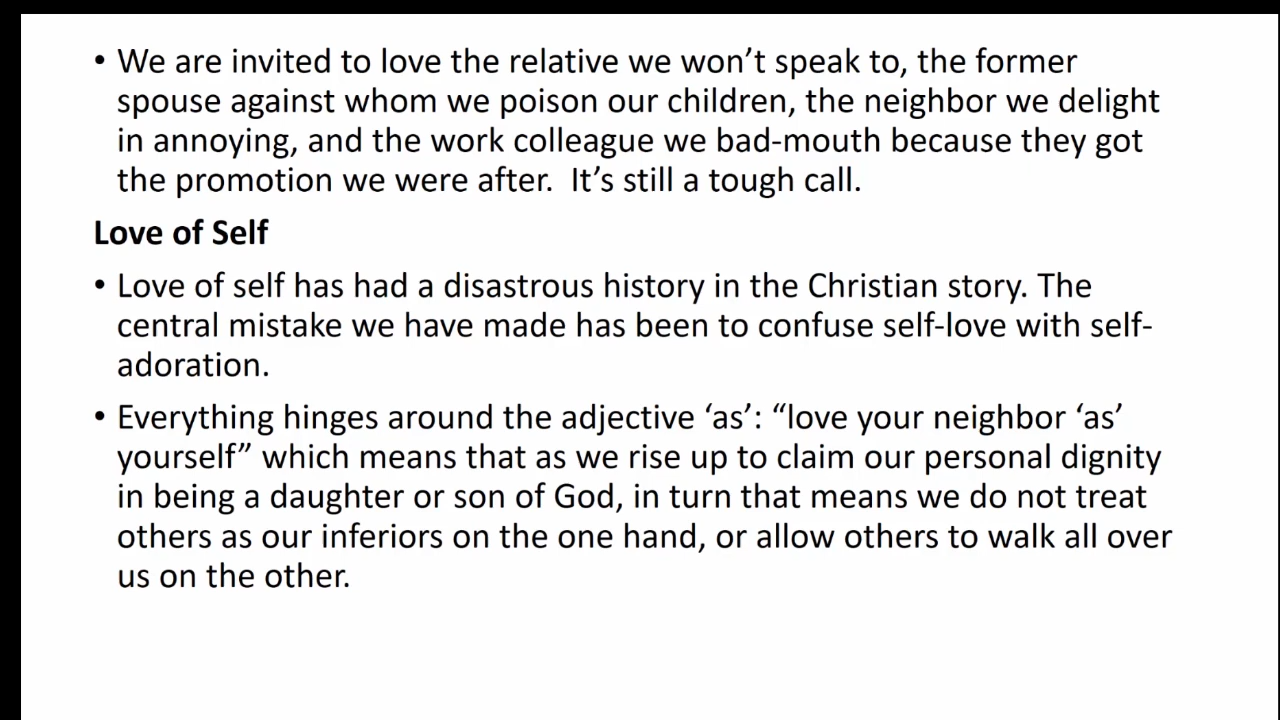 • We are invited to love the relative we won’t speak to, the former
spouse against whom we poison our children, the neighbor we delight
in annoying, and the work colleague we bad-mouth because they got
the promotion we were after.  It’s still a tough call.
Love of Self
• Love of self has had a disastrous history in the Christian story. The
central mistake we have made has been to confuse self-love with self-
adoration.
• Everything hinges around the adjective ‘as’: “love your neighbor ‘as’
yourself” which means that as we rise up to claim our personal dignity
in being a daughter or son of God, in turn that means we do not treat
others as our inferiors on the one hand, or allow others to walk all over
us on the other.